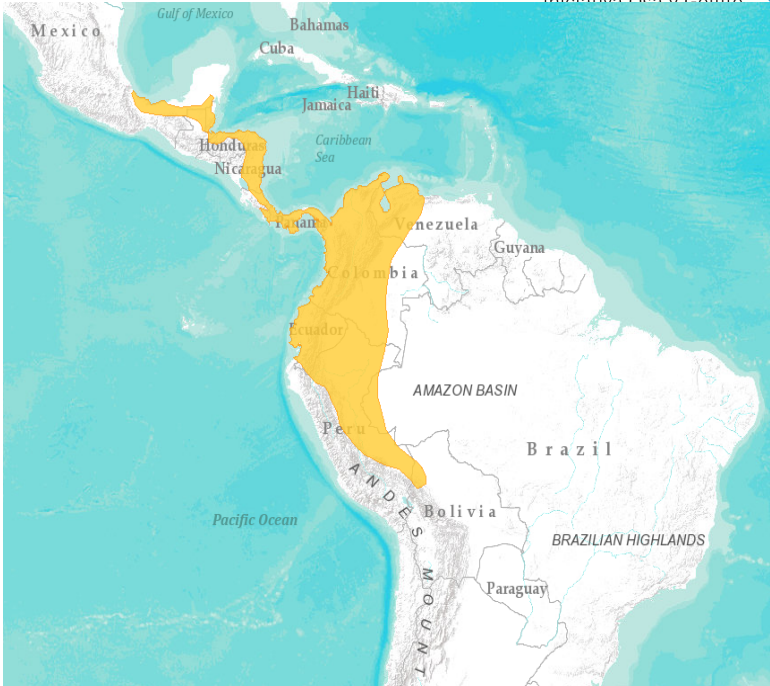 Gulf of Mexico
Bahamas
Mexico
Cuba
Haiti
Jamaica
Caribbean
Sea
Honduras
Nicaragua
Panama
Venezuela
Guyana
Colombia
Ecuador
AMAZON BASIN
Peru
Brazil
ANDES MOUNT
Bolivia
Pacific Ocean
BRAZILIAN HIGHLANDS
Paraguay